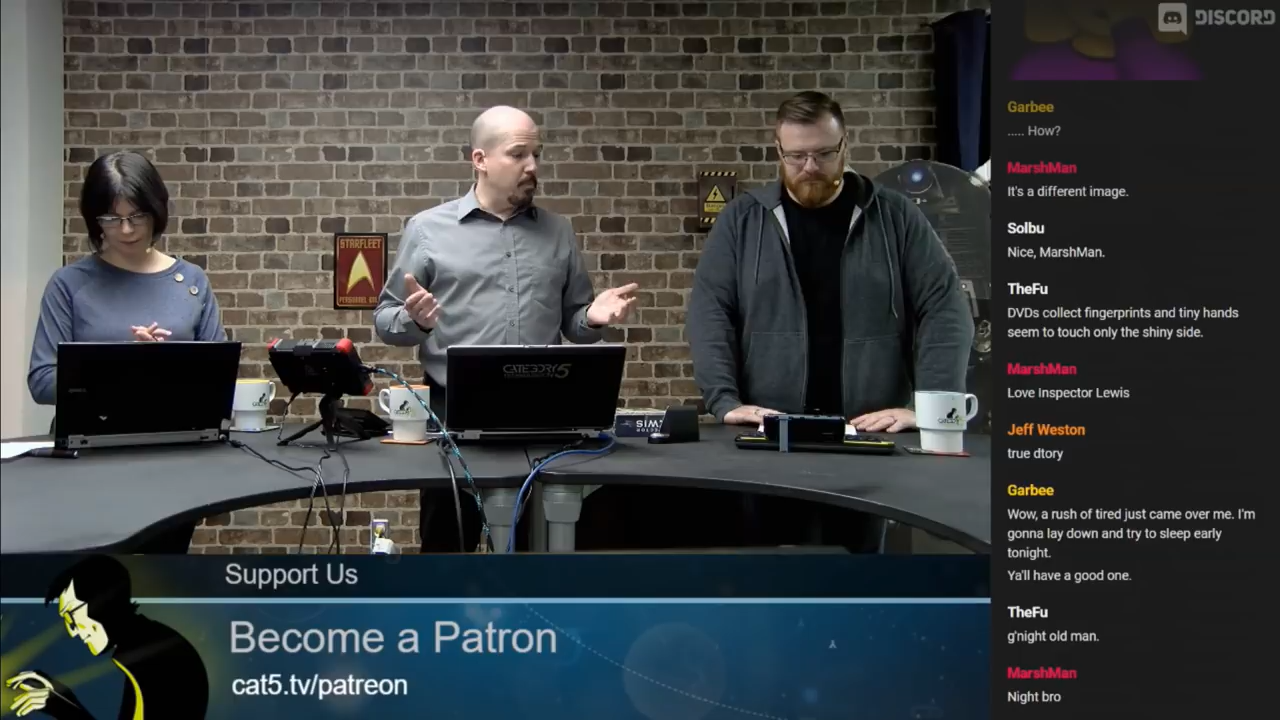 DISCORD
Garbee
..... How?
MarshMan
It's a different image.
Solbu
Nice, MarshMan.
TheFu
DVDs collect fingerprints and tiny hands
seem to touch only the shiny side.
MarshMan
Love Inspector Lewis
Jeff Weston
true dtory
Garbee
Wow, a rush of tired just came over me. I'm
gonna lay down and try to sleep early
tonight.
Ya'll have a good one.
TheFu
g'night old man.
MarshMan
Night bro
STARFLEET
PERSONNEL ONL
CATEGORY5
LEWIS
Support Us
Become a Patron
cat5.tv/patreon